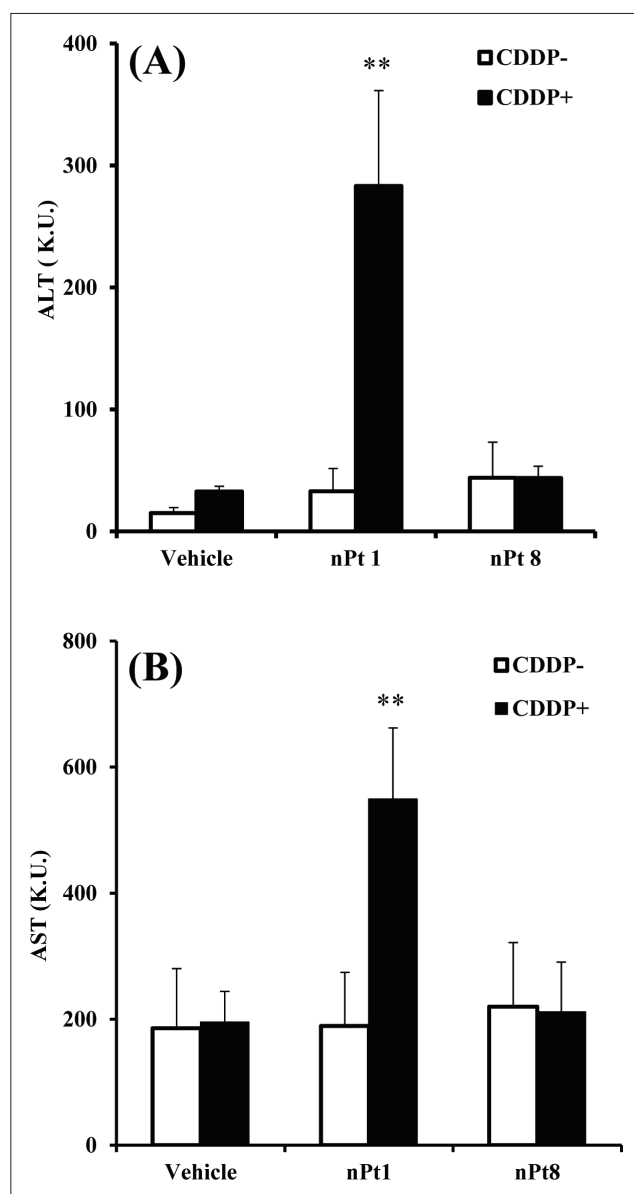 (A)
CDDP-
CDDP+
**
400
300
200
100
0
ALT ( K.U.)
Vehicle nPt 1 nPt 8
(B)
CDDP-
CDDP+
**
800
600
400
200
0
AST (K.U.)
Vehicle nPt1 nPt8